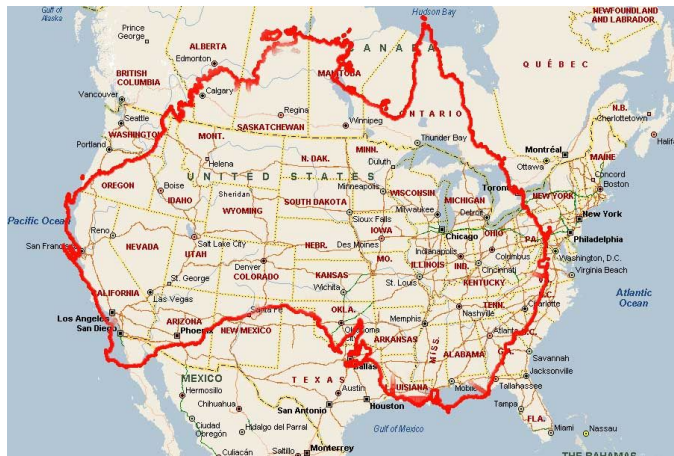 Gulf of
Alaska
Hudson Bay
NEWFOUNDLAND
AND LABRADOR
Prince
George
ALBERTA
Edmonton
CANADA
QUÉBEC
BRITISH
COLUMBIA
MANITOBA
Calgary
Vancouver
Seattle
Regina
SASKATCHEWAN
Winnipeg
ONTARIO
N.B.
Charlottetown
WASHINGTON
Portland
MONT.
Helena
N. DAK.
MINN.
Duluth
Thunder Bay
Montréal
Ottawa
MAINE
Halifax
OREGON
Boise
IDAHO
UNITED STATES
Sheridan
WYOMING
SOUTH DAKOTA
Minneapolis
WISCONSIN
MICHIGAN
Toronto
NEW YORK
Concord
Boston
Pacific Ocean
Sioux Falls
Milwaukee
Detroit
New York
San Francisco
Reno
NEVADA
Salt Lake City
UTAH
NEBR.
IOWA
Des Moines
Chicago
OHIO
PA.
Philadelphia
Denver
COLORADO
Indianapolis
Columbus
Washington, D.C.
St. George
KANSAS
MO.
ILLINOIS
IND.
Cincinnati
Virginia Beach
Wichita
St. Louis
KENTUCKY
CALIFORNIA
Las Vegas
Atlantic
Ocean
Los Angeles
San Diego
ARIZONA
Phoenix
Santa Fe
NEW MEXICO
OKLA.
Oklahoma
City
ARKANSAS
Memphis
Nashville
TENN.
Charlotte
Atlanta
MISS.
ALABAMA
GA.
Savannah
Dallas
MEXICO
Hermosillo
TEXAS
Austin
LOUISIANA
Mobile
Jacksonville
Tallahassee
Chihuahua
San Antonio
Houston
Tampa
FLA.
Ciudad
Obregón
Hidalgo del Parral
Gulf of Mexico
Miami
Nassau
Culiacán
Saltillo
Monterrey
THE BAHAMAS